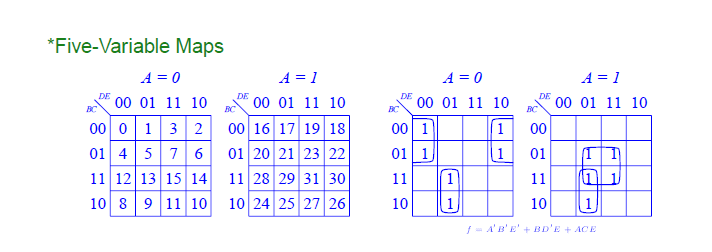 *Five-Variable Maps
A = 0 A = 1 A = 0 A = 1
DE 00 01 11 10 DE 00 01 11 10 DE 00 01 11 10 DE 00 01 11 10
BC BC BC BC
00 0 1 3 2 00 16 17 19 18 00 1 1 00
01 4 5 7 6 01 20 21 23 22 01 1 1 01 1 1
11 12 13 15 14 11 28 29 31 30 11 1 11 1 1
10 8 9 11 10 10 24 25 27 26 10 1 10 1
f = A'B'E' + BD'E + ACE